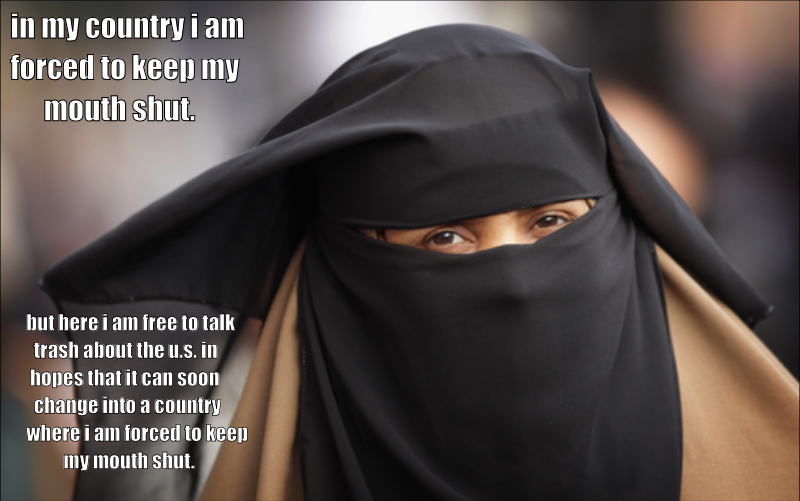 in my country i am
forced to keep my
mouth shut.
but here i am free to talk
trash about the u.s. in
hopes that it can soon
change into a country
where i am forced to keep
my mouth shut.